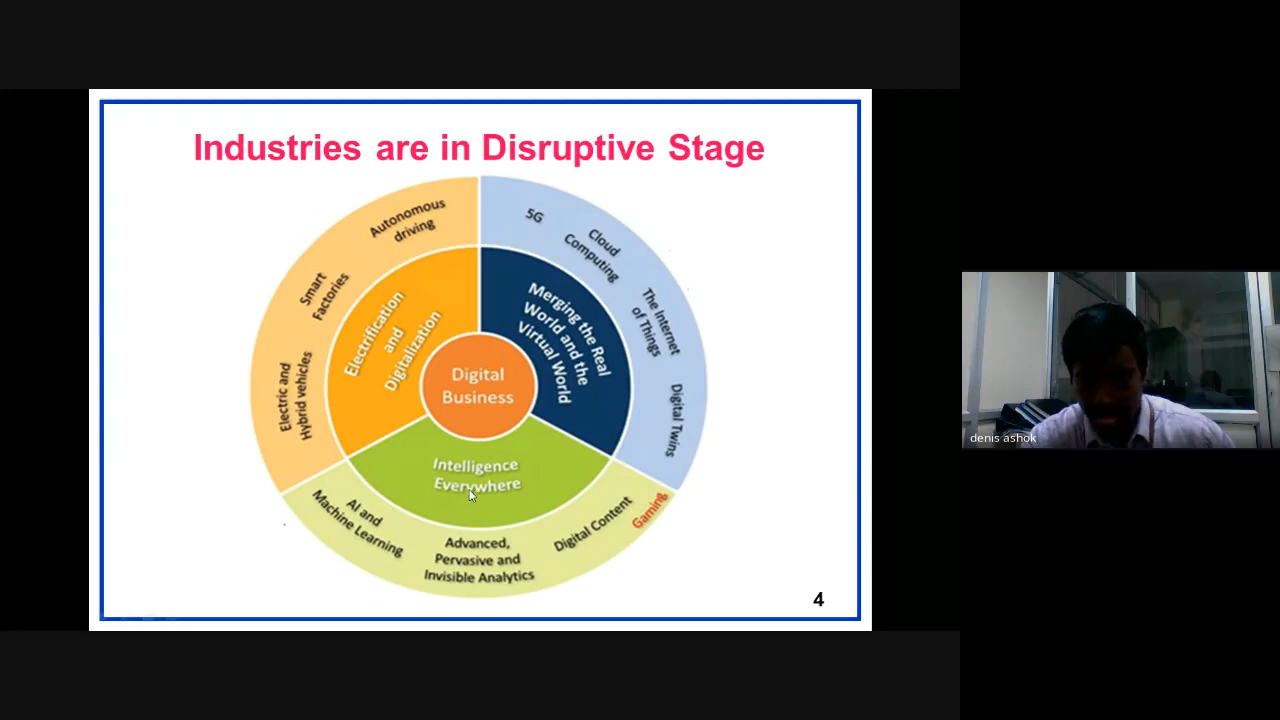 Industries are in Disruptive Stage
Autonomous
driving
Smart
Factories
Electric and
Hybrid vehicles
Electrification
and
Digitalization
5G
Cloud
Computing
The Internet
of Things
Digital Twins
Merging the Real
World and the
Virtual World
Digital
Business
Intelligence
Everywhere
AI and
Machine Learning
Advanced,
Pervasive and
Invisible Analytics
Digital Content
Gaming
4
denis ashok